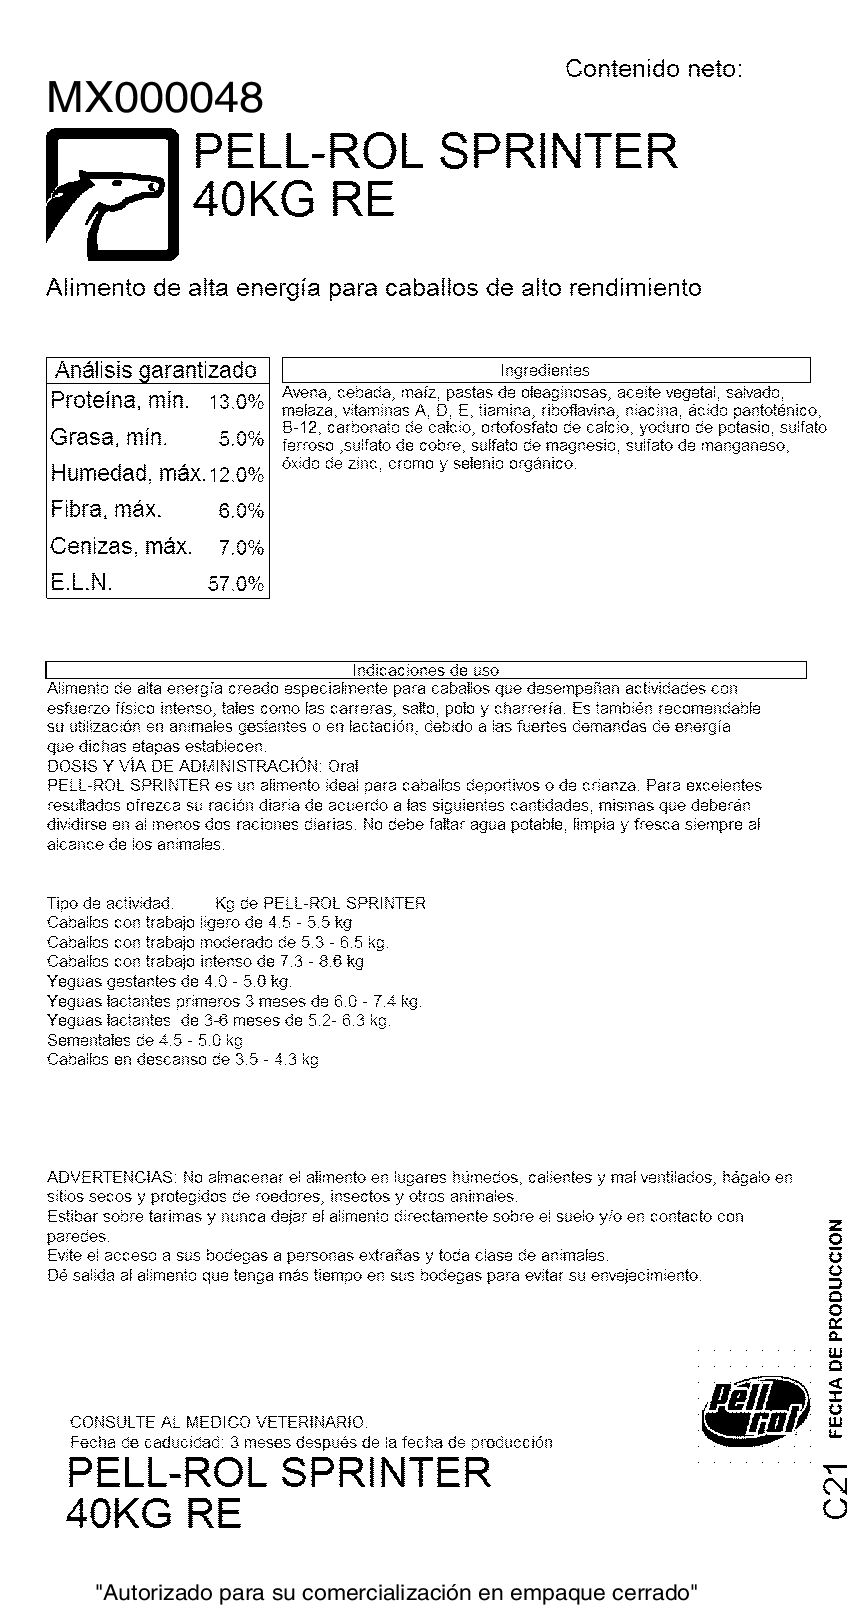 Contenido neto:
MX000048
PELL-ROL SPRINTER
40KG RE
Alimento de alta energía para caballos de alto rendimiento
Análisis garantizado
Proteína, mín. 13.0%
Grasa, mín. 5.0%
Humedad, máx. 12.0%
Fibra, máx. 6.0%
Cenizas, máx. 7.0%
E.L.N. 57.0%
Ingredientes
Avena, cebada, maíz, pastas de oleaginosas, aceite vegetal, salvado,
melaza, vitaminas A, D, E, tiamina, riboflavina, niacina, ácido pantoténico,
B-12, carbonato de calcio, ortofosfato de calcio, yoduro de potasio, sulfato
ferroso ,sulfato de cobre, sulfato de magnesio, sulfato de manganeso,
óxido de zinc, cromo y selenio orgánico.
Indicaciones de uso
Alimento de alta energía creado especialmente para caballos que desempeñan actividades con
esfuerzo físico intenso, tales como las carreras, salto, polo y charrería. Es también recomendable
su utilización en animales gestantes o en lactación, debido a las fuertes demandas de energía
que dichas etapas establecen.
DOSIS Y VÍA DE ADMINISTRACIÓN: Oral
PELL-ROL SPRINTER es un alimento ideal para caballos deportivos o de crianza. Para excelentes
resultados ofrezca su ración diaria de acuerdo a las siguientes cantidades, mismas que deberán
dividirse en al menos dos raciones diarias. No debe faltar agua potable, limpia y fresca siempre al
alcance de los animales.
Tipo de actividad. Kg de PELL-ROL SPRINTER
Caballos con trabajo ligero de 4.5 - 5.5 kg
Caballos con trabajo moderado de 5.3 - 6.5 kg.
Caballos con trabajo intenso de 7.3 - 8.6 kg
Yeguas gestantes de 4.0 - 5.0 kg.
Yeguas lactantes primeros 3 meses de 6.0 - 7.4 kg.
Yeguas lactantes de 3-6 meses de 5.2- 6.3 kg.
Sementales de 4.5 - 5.0 kg
Caballos en descanso de 3.5 - 4.3 kg
ADVERTENCIAS: No almacenar el alimento en lugares húmedos, calientes y mal ventilados, hágalo en
sitios secos y protegidos de roedores, insectos y otros animales.
Estibar sobre tarimas y nunca dejar el alimento directamente sobre el suelo y/o en contacto con
paredes.
Evite el acceso a sus bodegas a personas extrañas y toda clase de animales.
Dé salida al alimento que tenga más tiempo en sus bodegas para evitar su envejecimiento.
FECHA DE PRODUCCION
C21
Pell
rol
CONSULTE AL MEDICO VETERINARIO.
Fecha de caducidad: 3 meses después de la fecha de producción
PELL-ROL SPRINTER
40KG RE
"Autorizado para su comercialización en empaque cerrado"